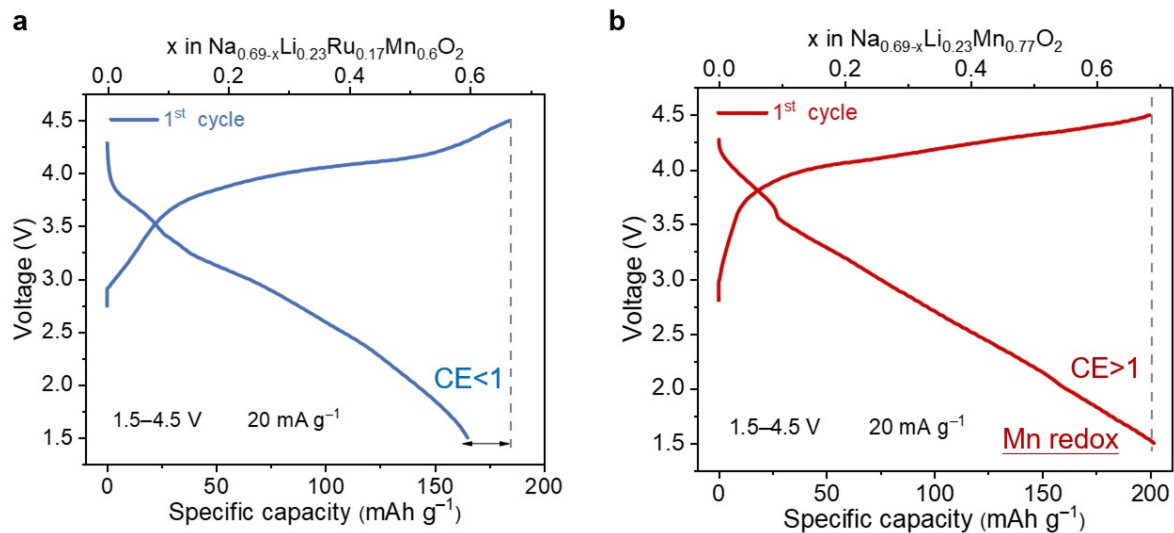 a
x in Na₀.₆₉₋ₓLi₀.₂₃Ru₀.₁₇Mn₀.₆O₂
0.0 0.2 0.4 0.6
1ˢᵗ cycle
4.5
4.0
3.5
3.0
2.5
2.0
1.5
Voltage (V)
CE<1
1.5–4.5 V 20 mA g⁻¹
0 50 100 150 200
Specific capacity (mAh g⁻¹)
b
x in Na₀.₆₉₋ₓLi₀.₂₃Mn₀.₇₇O₂
0.0 0.2 0.4 0.6
1ˢᵗ cycle
4.5
4.0
3.5
3.0
2.5
2.0
1.5
Voltage (V)
CE>1
1.5–4.5 V 20 mA g⁻¹
Mn redox
0 50 100 150 200
Specific capacity (mAh g⁻¹)